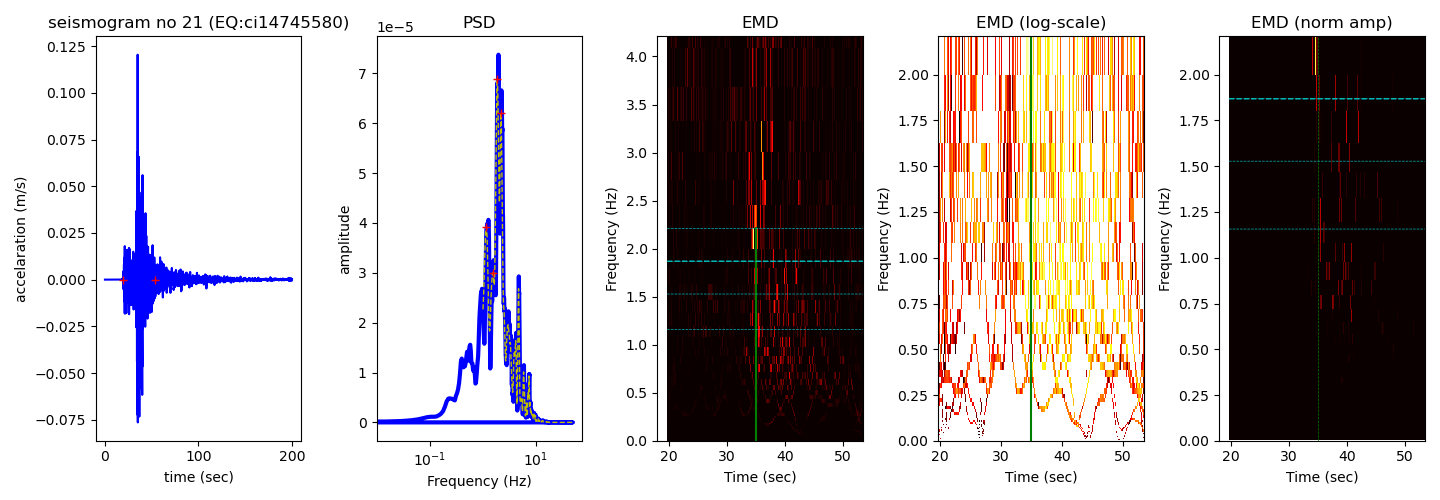 seismogram no 21 (EQ:ci14745580)
0.125
0.100
0.075
0.050
0.025
0.000
−0.025
−0.050
−0.075
0 100 200
time (sec)
accelaration (m/s)
PSD
1e−5
7
6
5
4
3
2
1
0
10⁻¹ 10¹
Frequency (Hz)
amplitude
EMD
4.0
3.5
3.0
2.5
2.0
1.5
1.0
0.5
0.0
20 30 40 50
Time (sec)
Frequency (Hz)
EMD (log-scale)
2.00
1.75
1.50
1.25
1.00
0.75
0.50
0.25
0.00
20 30 40 50
Time (sec)
Frequency (Hz)
EMD (norm amp)
2.00
1.75
1.50
1.25
1.00
0.75
0.50
0.25
0.00
20 30 40 50
Time (sec)
Frequency (Hz)